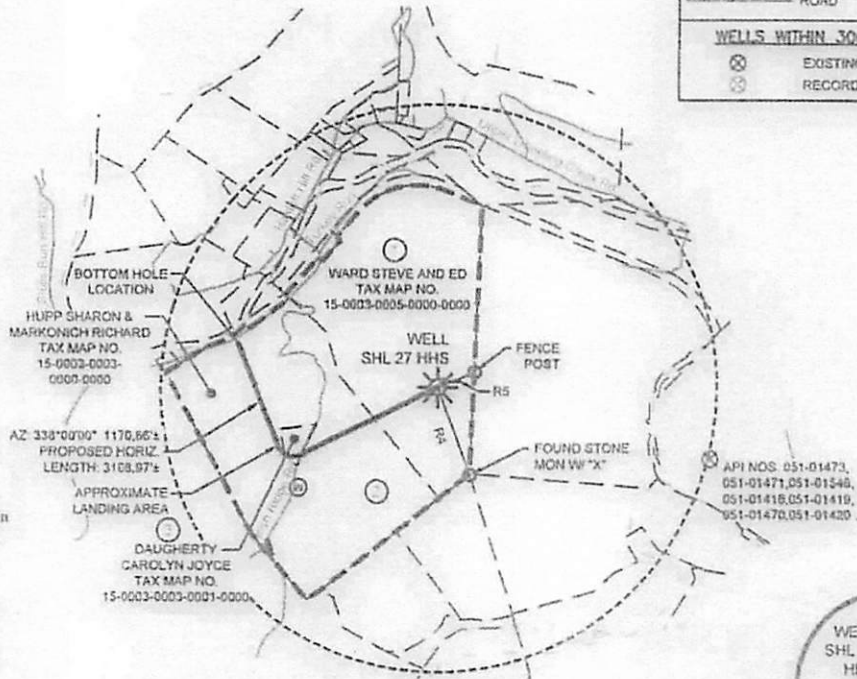 ROAD
WELLS WITHIN 30
EXISTING
RECORD
BOTTOM HOLE
LOCATION
HUPP SHARON &
MARKONICH RICHARD
TAX MAP NO.
15-0003-0003-
0000-0000
1
WARD STEVE AND ED
TAX MAP NO.
15-0003-0005-0000-0000
WELL
SHL 27 HHS
FENCE
POST
R5
R4
FOUND STONE
MON W/ "X"
AZ: 338°00'00" 1170.66'±
PROPOSED HORIZ.
LENGTH: 3108.97'±
APPROXIMATE
LANDING AREA
2
3
DAUGHERTY
CAROLYN JOYCE
TAX MAP NO.
15-0003-0003-0001-0000
API NOS. 051-01473,
051-01471,051-01546,
051-01418,051-01419,
051-01470,051-01420
WE
SHL
HH